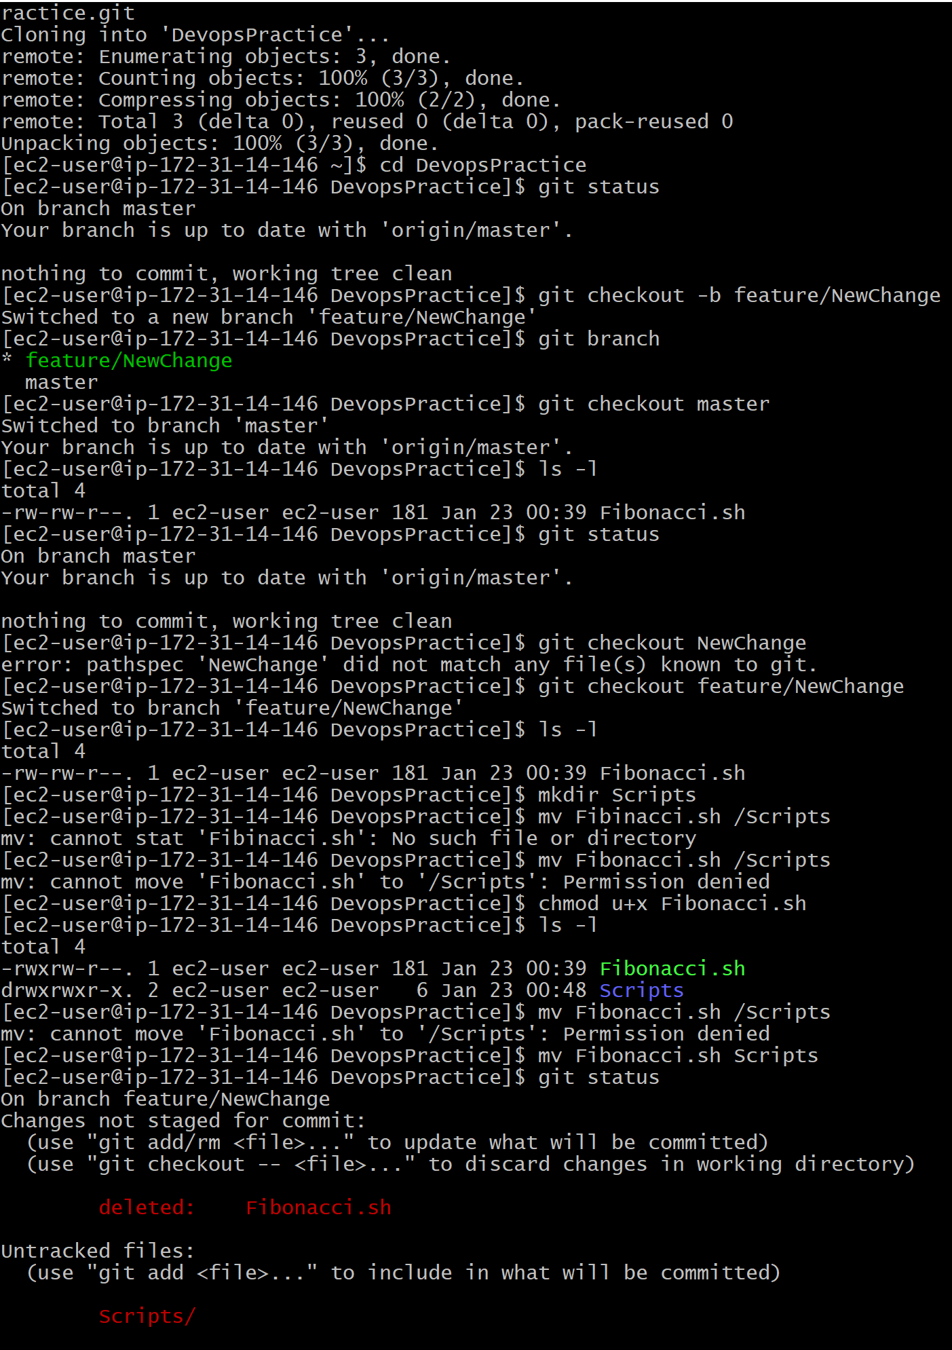 ractice.git
Cloning into 'DevopsPractice'...
remote: Enumerating objects: 3, done.
remote: Counting objects: 100% (3/3), done.
remote: Compressing objects: 100% (2/2), done.
remote: Total 3 (delta 0), reused 0 (delta 0), pack-reused 0
Unpacking objects: 100% (3/3), done.
[ec2-user@ip-172-31-14-146 ~]$ cd DevopsPractice
[ec2-user@ip-172-31-14-146 DevopsPractice]$ git status
On branch master
Your branch is up to date with 'origin/master'.

nothing to commit, working tree clean
[ec2-user@ip-172-31-14-146 DevopsPractice]$ git checkout -b feature/NewChange
Switched to a new branch 'feature/NewChange'
[ec2-user@ip-172-31-14-146 DevopsPractice]$ git branch
* feature/NewChange
  master
[ec2-user@ip-172-31-14-146 DevopsPractice]$ git checkout master
Switched to branch 'master'
Your branch is up to date with 'origin/master'.
[ec2-user@ip-172-31-14-146 DevopsPractice]$ ls -l
total 4
-rw-rw-r--. 1 ec2-user ec2-user 181 Jan 23 00:39 Fibonacci.sh
[ec2-user@ip-172-31-14-146 DevopsPractice]$ git status
On branch master
Your branch is up to date with 'origin/master'.

nothing to commit, working tree clean
[ec2-user@ip-172-31-14-146 DevopsPractice]$ git checkout NewChange
error: pathspec 'NewChange' did not match any file(s) known to git.
[ec2-user@ip-172-31-14-146 DevopsPractice]$ git checkout feature/NewChange
Switched to branch 'feature/NewChange'
[ec2-user@ip-172-31-14-146 DevopsPractice]$ ls -l
total 4
-rw-rw-r--. 1 ec2-user ec2-user 181 Jan 23 00:39 Fibonacci.sh
[ec2-user@ip-172-31-14-146 DevopsPractice]$ mkdir Scripts
[ec2-user@ip-172-31-14-146 DevopsPractice]$ mv Fibinacci.sh /Scripts
mv: cannot stat 'Fibinacci.sh': No such file or directory
[ec2-user@ip-172-31-14-146 DevopsPractice]$ mv Fibonacci.sh /Scripts
mv: cannot move 'Fibonacci.sh' to '/Scripts': Permission denied
[ec2-user@ip-172-31-14-146 DevopsPractice]$ chmod u+x Fibonacci.sh
[ec2-user@ip-172-31-14-146 DevopsPractice]$ ls -l
total 4
-rwxrw-r--. 1 ec2-user ec2-user 181 Jan 23 00:39 Fibonacci.sh
drwxrwxr-x. 2 ec2-user ec2-user   6 Jan 23 00:48 Scripts
[ec2-user@ip-172-31-14-146 DevopsPractice]$ mv Fibonacci.sh /Scripts
mv: cannot move 'Fibonacci.sh' to '/Scripts': Permission denied
[ec2-user@ip-172-31-14-146 DevopsPractice]$ mv Fibonacci.sh Scripts
[ec2-user@ip-172-31-14-146 DevopsPractice]$ git status
On branch feature/NewChange
Changes not staged for commit:
  (use "git add/rm <file>..." to update what will be committed)
  (use "git checkout -- <file>..." to discard changes in working directory)

        deleted:    Fibonacci.sh

Untracked files:
  (use "git add <file>..." to include in what will be committed)

        Scripts/